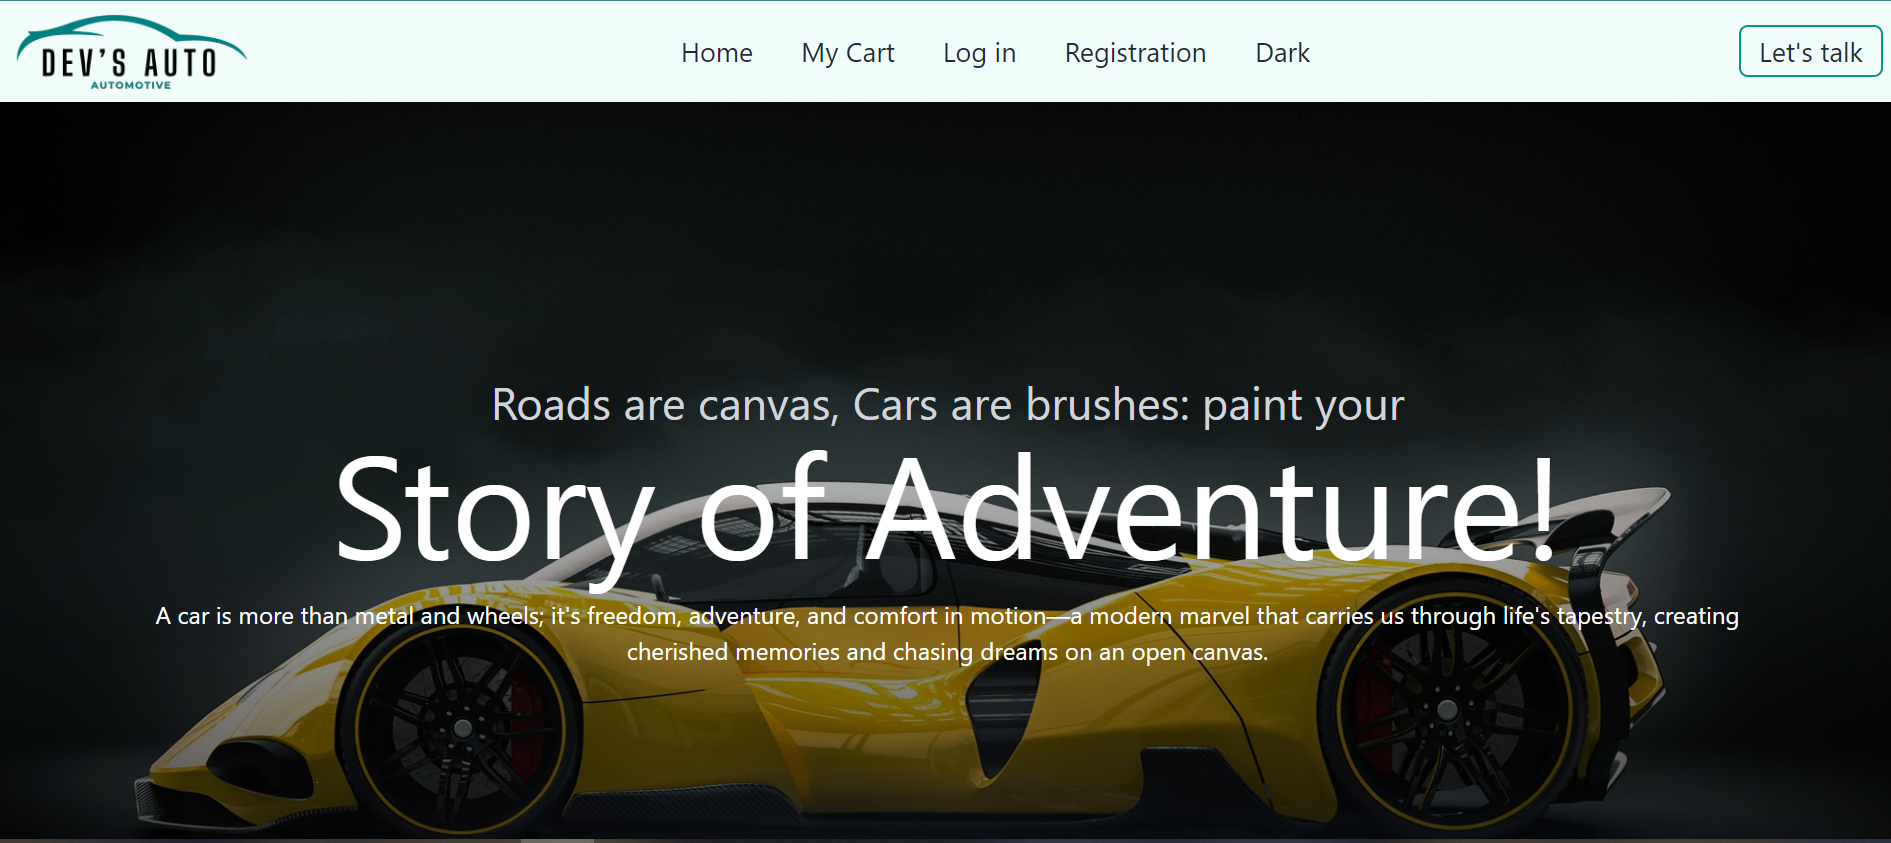 DEV'S AUTO
AUTOMOTIVE
Home
My Cart
Log in
Registration
Dark
Let's talk
Roads are canvas, Cars are brushes: paint your
Story of Adventure!
A car is more than metal and wheels; it's freedom, adventure, and comfort in motion—a modern marvel that carries us through life's tapestry, creating
cherished memories and chasing dreams on an open canvas.